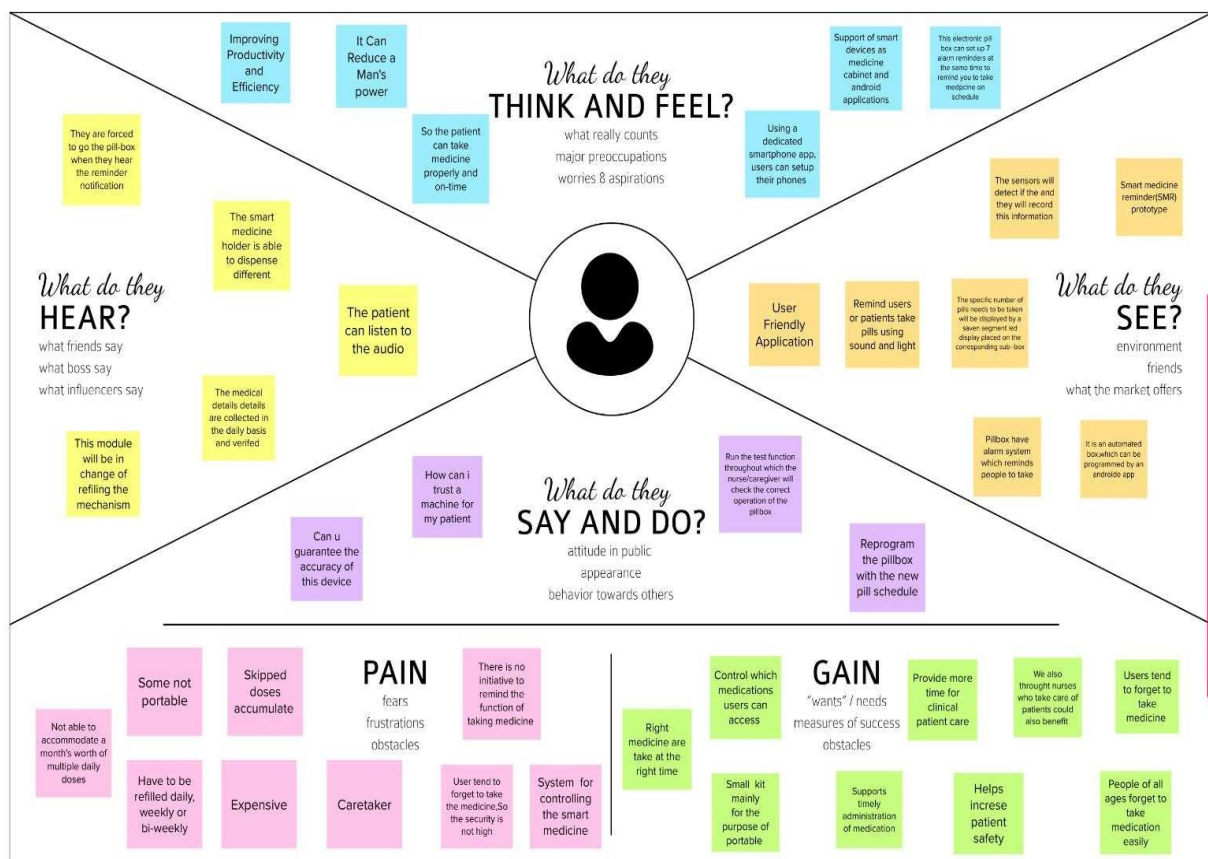 What do they
THINK AND FEEL?
what really counts
major preoccupations
worries & aspirations
Improving
Productivity
and
Efficiency
It Can
Reduce a
Man's
power
So the patient
can take
medicine
properly and
on-time
Support of smart
devices as
medicine
cabinet and
android
applications
This electronic pill
box can set up 7
alarm reminders at
the same time to
remind you to take
medpcine on
schedule
Using a
dedicated
smartphone app,
users can setup
their phones
What do they
HEAR?
what friends say
what boss say
what influencers say
They are forced
to go the pill-box
when they hear
the reminder
notification
The smart
medicine
holder is able
to dispense
different
The patient
can listen to
the audio
The medical
details details
are collected in
the daily basis
and verifed
This module
will be in
change of
refiling the
mechanism
What do they
SEE?
environment
friends
what the market offers
The sensors will
detect if the and
they will record
this information
Smart medicine
reminder(SMR)
prototype
User
Friendly
Application
Remind users
or patients take
pills using
sound and light
The specific number of
pills needs to be taken
will be displayed by a
saven segment led
display placed on the
corresponding sub-box
Pillbox have
alarm system
which reminds
people to take
It is an automated
box,which can be
programmed by an
androide app
What do they
SAY AND DO?
attitude in public
appearance
behavior towards others
How can i
trust a
machine for
my patient
Can u
guarantee the
accuracy of
this device
Run the test function
throughout which the
nurse/caregiver will
check the correct
operation of the
pillbox
Reprogram
the pillbox
with the new
pill schedule
PAIN
fears
frustrations
obstacles
Some not
portable
Skipped
doses
accumulate
There is no
initiative to
remind the
function of
taking medicine
Not able to
accommodate a
month's worth of
multiple daily
doses
Have to be
refilled daily,
weekly or
bi-weekly
Expensive
Caretaker
User tend to
forget to take
the medicine,So
the security is
not high
System for
controlling
the smart
medicine
GAIN
"wants" / needs
measures of success
obstacles
Control which
medications
users can
access
Provide more
time for
clinical
patient care
We also
throught nurses
who take care of
patients could
also benefit
Users tend
to forget
to take
medicine
Right
medicine are
take at the
right time
Small kit
mainly
for the
purpose of
portable
Supports
timely
administration
of medication
Helps
increse
patient
safety
People of all
ages forget to
take
medication
easily